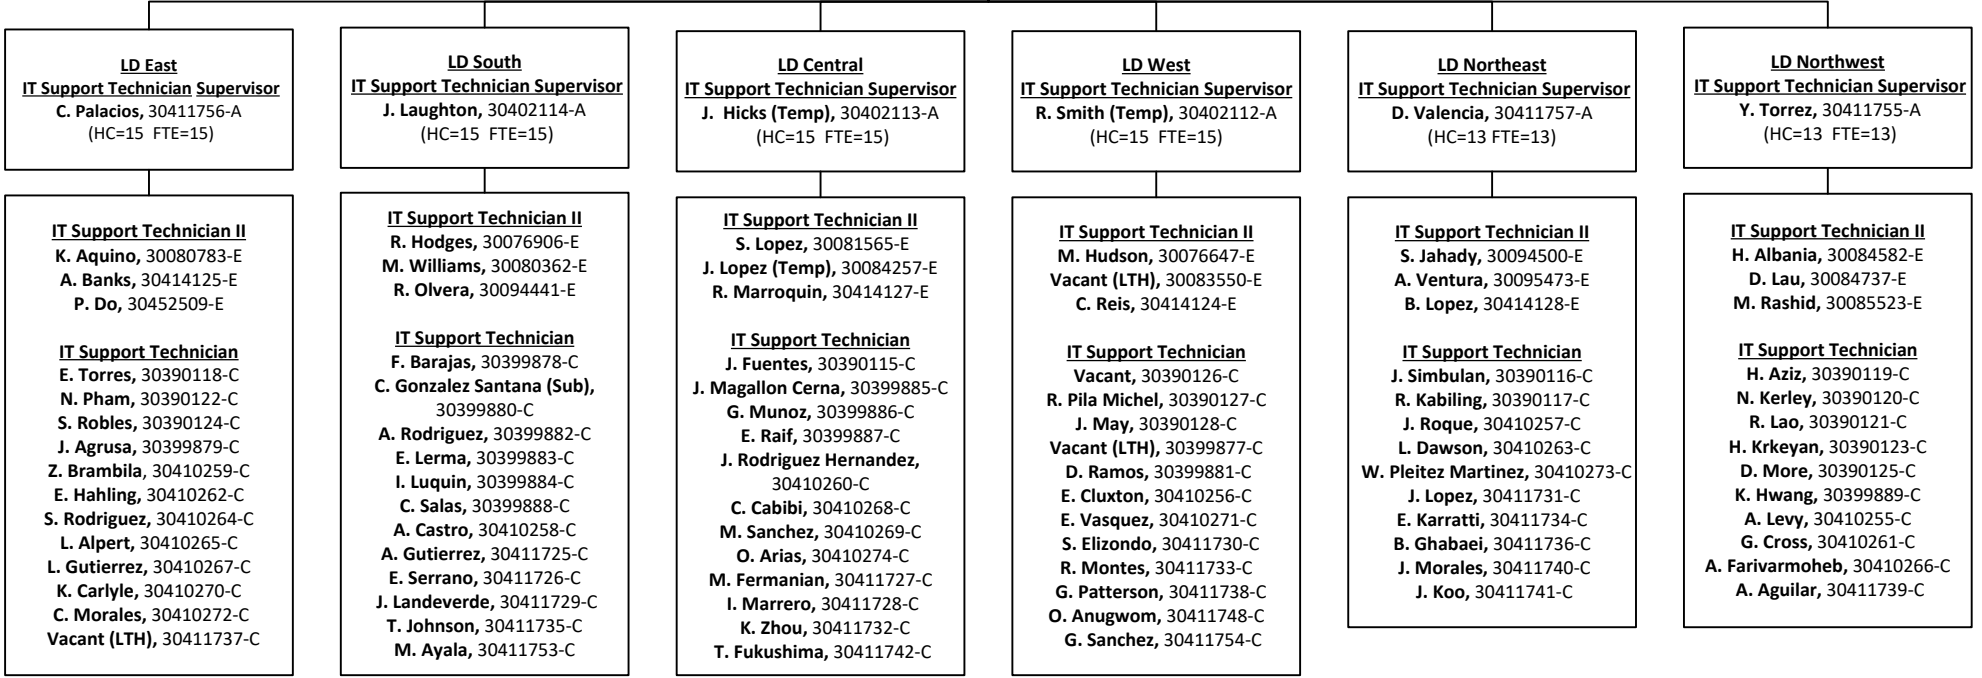 LD East
IT Support Technician Supervisor
C. Palacios, 30411756-A
(HC=15 FTE=15)
IT Support Technician II
K. Aquino, 30080783-E
A. Banks, 30414125-E
P. Do, 30452509-E
IT Support Technician
E. Torres, 30390118-C
N. Pham, 30390122-C
S. Robles, 30390124-C
J. Agrusa, 30399879-C
Z. Brambila, 30410259-C
E. Hahling, 30410262-C
S. Rodriguez, 30410264-C
L. Alpert, 30410265-C
L. Gutierrez, 30410267-C
K. Carlyle, 30410270-C
C. Morales, 30410272-C
Vacant (LTH), 30411737-C
LD South
IT Support Technician Supervisor
J. Laughton, 30402114-A
(HC=15 FTE=15)
IT Support Technician II
R. Hodges, 30076906-E
M. Williams, 30080362-E
R. Olvera, 30094441-E
IT Support Technician
F. Barajas, 30399878-C
C. Gonzalez Santana (Sub),
30399880-C
A. Rodriguez, 30399882-C
E. Lerma, 30399883-C
I. Luquin, 30399884-C
C. Salas, 30399888-C
A. Castro, 30410258-C
A. Gutierrez, 30411725-C
E. Serrano, 30411726-C
J. Landeverde, 30411729-C
T. Johnson, 30411735-C
M. Ayala, 30411753-C
LD Central
IT Support Technician Supervisor
J. Hicks (Temp), 30402113-A
(HC=15 FTE=15)
IT Support Technician II
S. Lopez, 30081565-E
J. Lopez (Temp), 30084257-E
R. Marroquin, 30414127-E
IT Support Technician
J. Fuentes, 30390115-C
J. Magallon Cerna, 30399885-C
G. Munoz, 30399886-C
E. Raif, 30399887-C
J. Rodriguez Hernandez,
30410260-C
C. Cabibi, 30410268-C
M. Sanchez, 30410269-C
O. Arias, 30410274-C
M. Fermanian, 30411727-C
I. Marrero, 30411728-C
K. Zhou, 30411732-C
T. Fukushima, 30411742-C
LD West
IT Support Technician Supervisor
R. Smith (Temp), 30402112-A
(HC=15 FTE=15)
IT Support Technician II
M. Hudson, 30076647-E
Vacant (LTH), 30083550-E
C. Reis, 30414124-E
IT Support Technician
Vacant, 30390126-C
R. Pila Michel, 30390127-C
J. May, 30390128-C
Vacant (LTH), 30399877-C
D. Ramos, 30399881-C
E. Cluxton, 30410256-C
E. Vasquez, 30410271-C
S. Elizondo, 30411730-C
R. Montes, 30411733-C
G. Patterson, 30411738-C
O. Anugwom, 30411748-C
G. Sanchez, 30411754-C
LD Northeast
IT Support Technician Supervisor
D. Valencia, 30411757-A
(HC=13 FTE=13)
IT Support Technician II
S. Jahady, 30094500-E
A. Ventura, 30095473-E
B. Lopez, 30414128-E
IT Support Technician
J. Simbulan, 30390116-C
R. Kabiling, 30390117-C
J. Roque, 30410257-C
L. Dawson, 30410263-C
W. Pleitez Martinez, 30410273-C
J. Lopez, 30411731-C
E. Karratti, 30411734-C
B. Ghabaei, 30411736-C
J. Morales, 30411740-C
J. Koo, 30411741-C
LD Northwest
IT Support Technician Supervisor
Y. Torrez, 30411755-A
(HC=13 FTE=13)
IT Support Technician II
H. Albania, 30084582-E
D. Lau, 30084737-E
M. Rashid, 30085523-E
IT Support Technician
H. Aziz, 30390119-C
N. Kerley, 30390120-C
R. Lao, 30390121-C
H. Krkeyan, 30390123-C
D. More, 30390125-C
K. Hwang, 30399889-C
A. Levy, 30410255-C
G. Cross, 30410261-C
A. Farivarmoheb, 30410266-C
A. Aguilar, 30411739-C